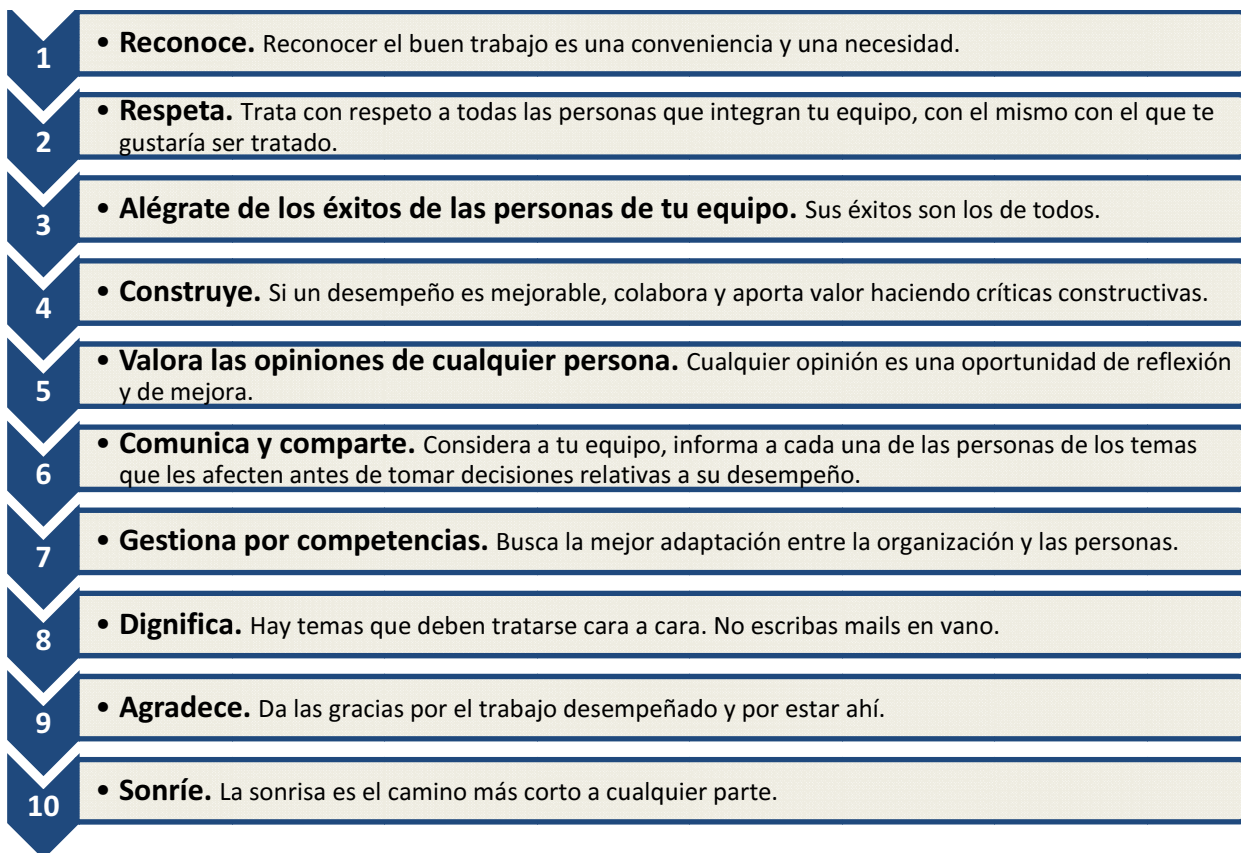 1
• Reconoce. Reconocer el buen trabajo es una conveniencia y una necesidad.
2
• Respeta. Trata con respeto a todas las personas que integran tu equipo, con el mismo con el que te
gustaría ser tratado.
3
• Alégrate de los éxitos de las personas de tu equipo. Sus éxitos son los de todos.
4
• Construye. Si un desempeño es mejorable, colabora y aporta valor haciendo críticas constructivas.
5
• Valora las opiniones de cualquier persona. Cualquier opinión es una oportunidad de reflexión
y de mejora.
6
• Comunica y comparte. Considera a tu equipo, informa a cada una de las personas de los temas
que les afecten antes de tomar decisiones relativas a su desempeño.
7
• Gestiona por competencias. Busca la mejor adaptación entre la organización y las personas.
8
• Dignifica. Hay temas que deben tratarse cara a cara. No escribas mails en vano.
9
• Agradece. Da las gracias por el trabajo desempeñado y por estar ahí.
10
• Sonríe. La sonrisa es el camino más corto a cualquier parte.